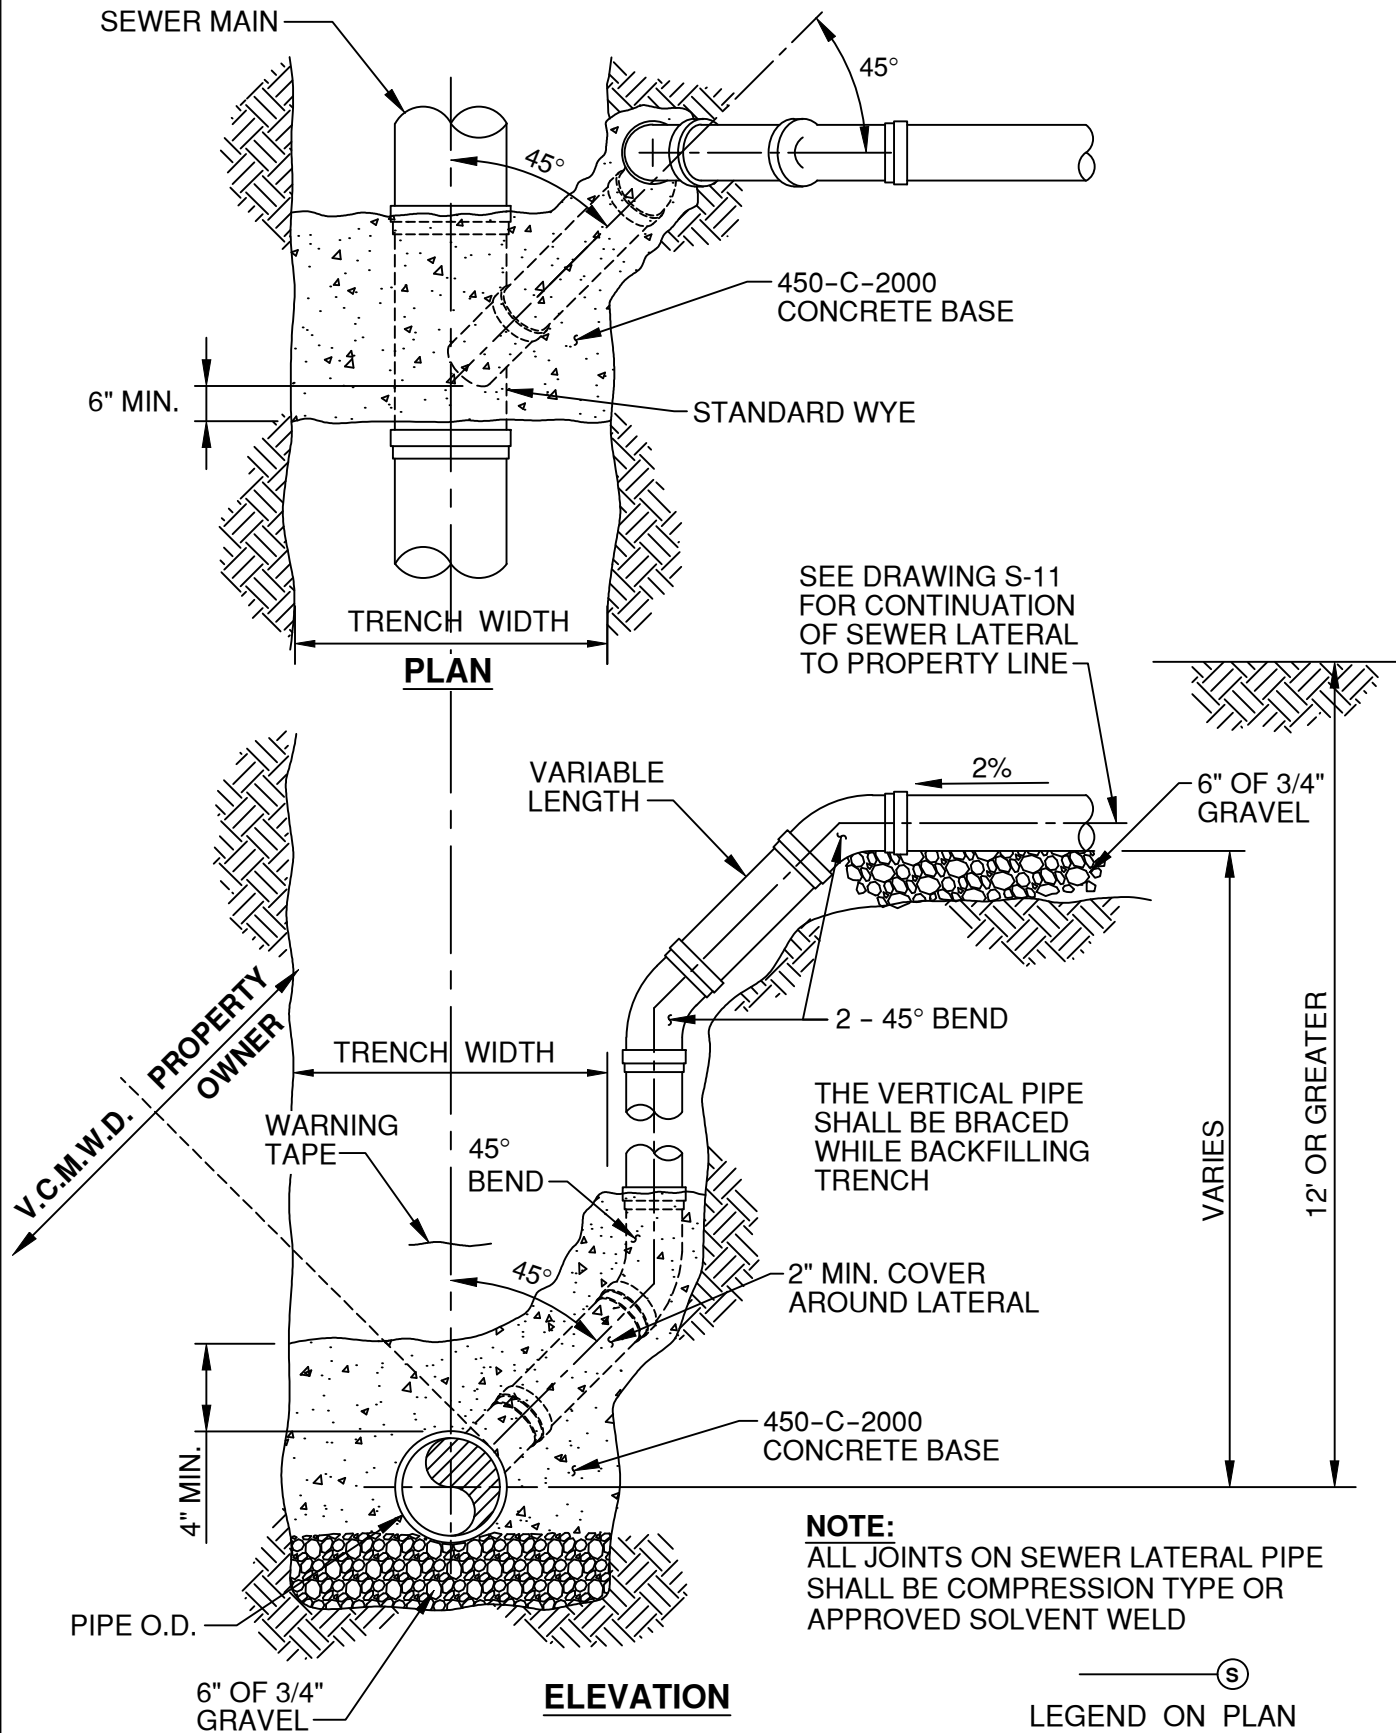 SEWER MAIN
45°
45°
450-C-2000
CONCRETE BASE
6" MIN.
STANDARD WYE
TRENCH WIDTH
PLAN
SEE DRAWING S-11
FOR CONTINUATION
OF SEWER LATERAL
TO PROPERTY LINE
VARIABLE
LENGTH
2%
6" OF 3/4"
GRAVEL
2 - 45° BEND
PROPERTY
OWNER
V.C.M.W.D.
TRENCH WIDTH
WARNING
TAPE
45°
BEND
THE VERTICAL PIPE
SHALL BE BRACED
WHILE BACKFILLING
TRENCH
VARIES
12' OR GREATER
45°
2" MIN. COVER
AROUND LATERAL
450-C-2000
CONCRETE BASE
4" MIN.
PIPE O.D.
6" OF 3/4"
GRAVEL
ELEVATION
NOTE:
ALL JOINTS ON SEWER LATERAL PIPE
SHALL BE COMPRESSION TYPE OR
APPROVED SOLVENT WELD
S
LEGEND ON PLAN